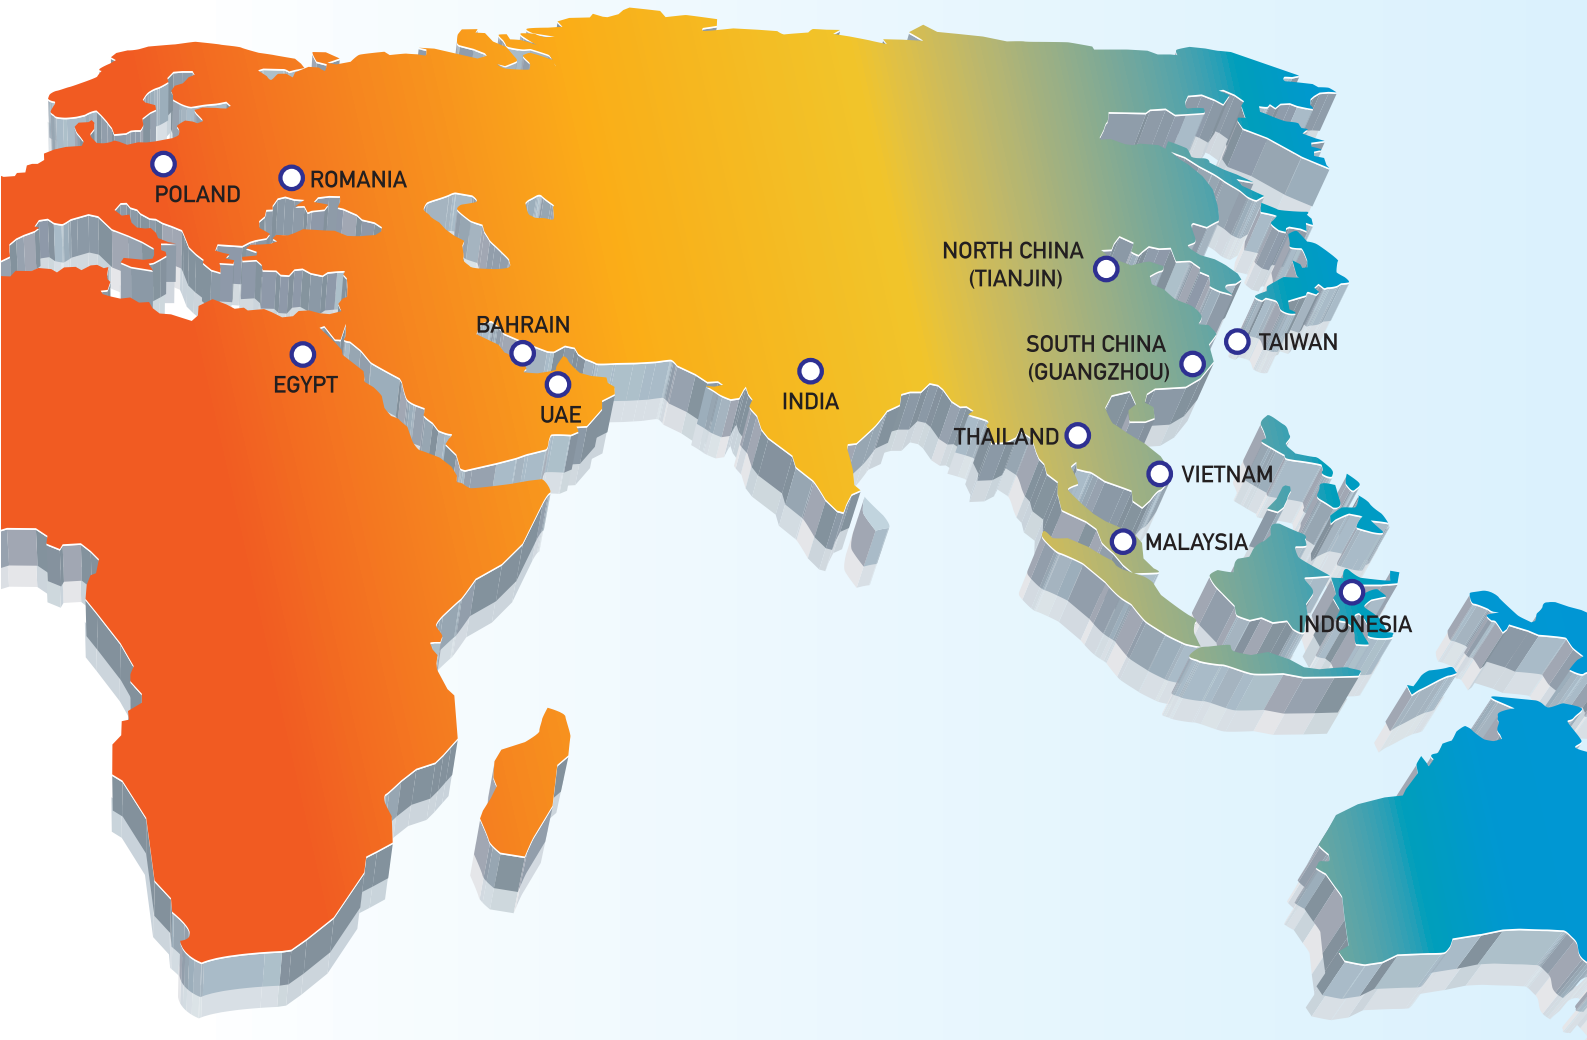 POLAND
ROMANIA
NORTH CHINA
(TIANJIN)
BAHRAIN
EGYPT
UAE
INDIA
SOUTH CHINA
(GUANGZHOU)
TAIWAN
THAILAND
VIETNAM
MALAYSIA
INDONESIA